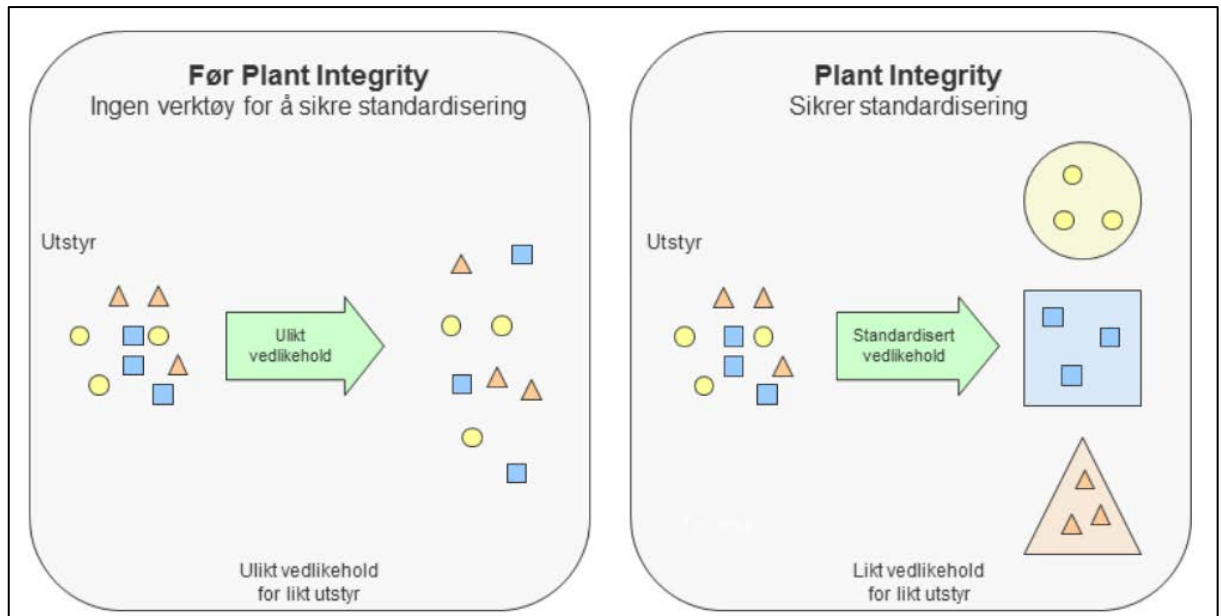 Før Plant Integrity
Ingen verktøy for å sikre standardisering
Utstyr
Ulikt
vedlikehold
Ulikt vedlikehold
for likt utstyr
Plant Integrity
Sikrer standardisering
Utstyr
Standardisert
vedlikehold
Likt vedlikehold
for likt utstyr